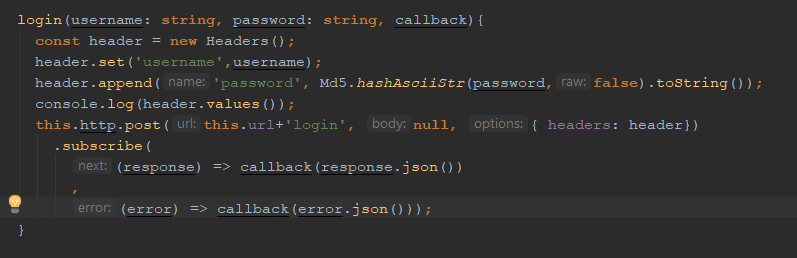 login(username: string, password: string, callback){
const header = new Headers();
header.set('username',username);
header.append( name: 'password', Md5.hashAsciiStr(password, raw: false).toString());
console.log(header.values());
this.http.post( url: this.url+'login', body: null, options: { headers: header})
.subscribe(
next: (response) => callback(response.json())
,
error: (error) => callback(error.json()));
}